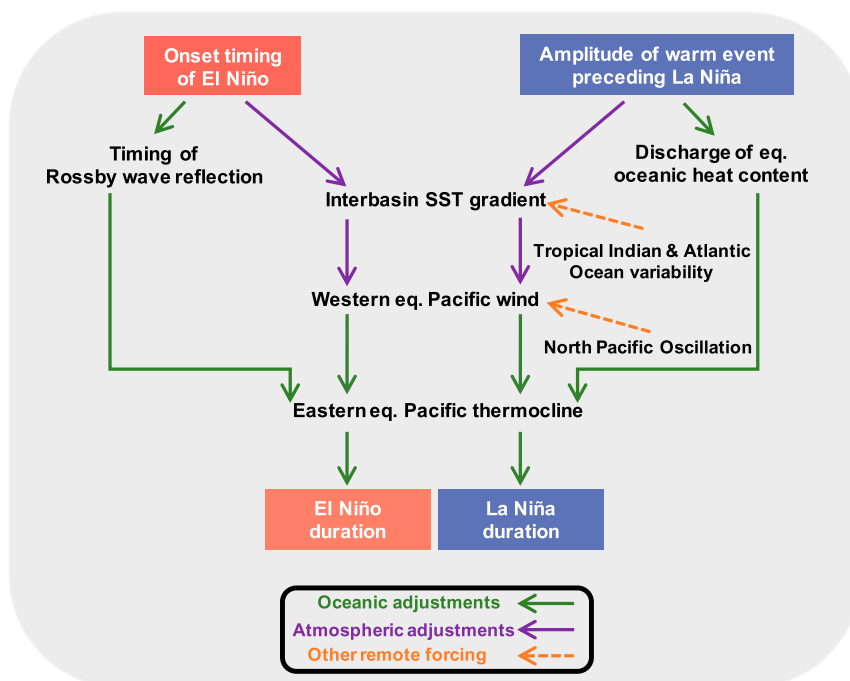 Onset timing
of El Niño
Amplitude of warm event
preceding La Niña
Timing of
Rossby wave reflection
Discharge of eq.
oceanic heat content
Interbasin SST gradient
Tropical Indian & Atlantic
Ocean variability
Western eq. Pacific wind
North Pacific Oscillation
Eastern eq. Pacific thermocline
El Niño
duration
La Niña
duration
Oceanic adjustments
Atmospheric adjustments
Other remote forcing